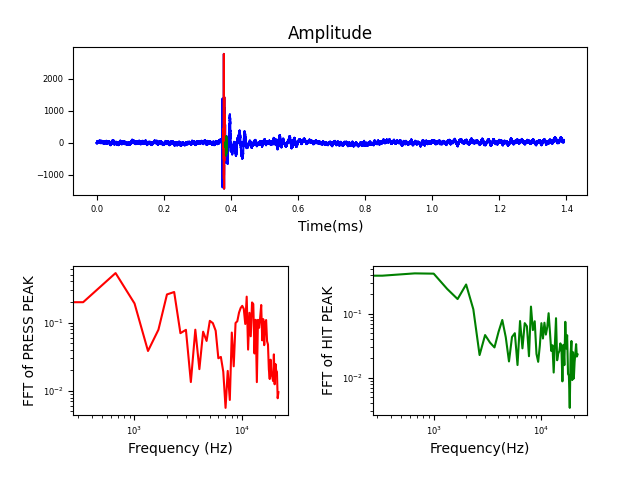 Amplitude
2000
1000
0
−1000
0.0 0.2 0.4 0.6 0.8 1.0 1.2 1.4
Time(ms)
FFT of PRESS PEAK
10⁻¹
10⁻²
10³ 10⁴
Frequency (Hz)
FFT of HIT PEAK
10⁻¹
10⁻²
10³ 10⁴
Frequency(Hz)